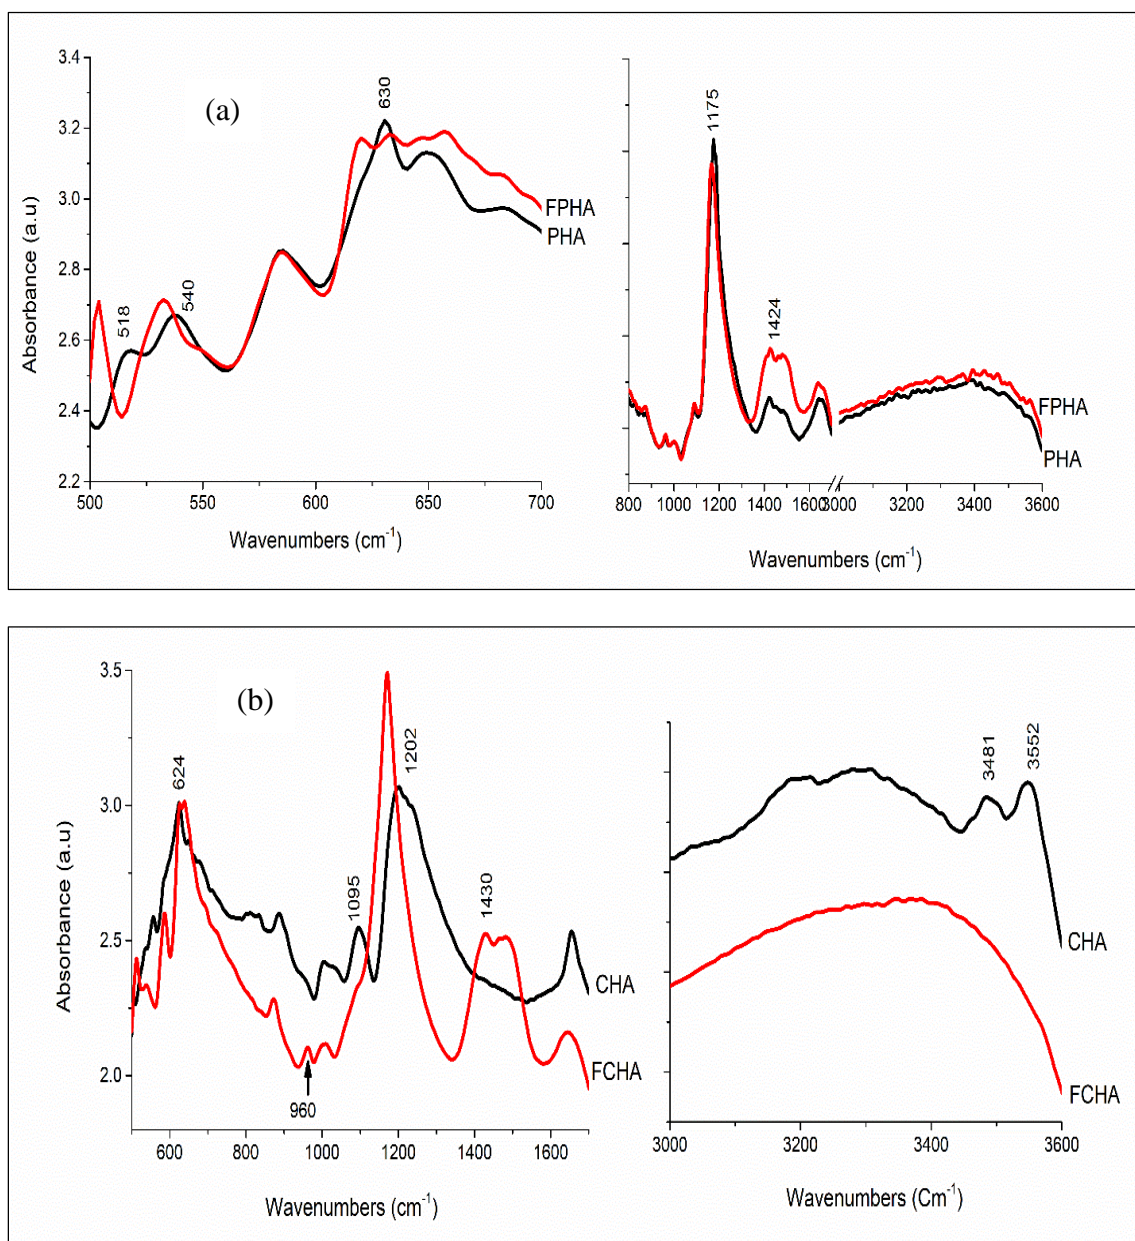 (a)
3.4
3.2
3.0
2.8
2.6
2.4
2.2
Absorbance (a.u)
518
540
630
FPHA
PHA
500
550
600
650
700
Wavenumbers (cm-1)
1175
1424
FPHA
PHA
800
1000
1200
1400
1600
3000
3200
3400
3600
Wavenumbers (cm-1)
(b)
3.5
3.0
2.5
2.0
Absorbance (a.u)
624
1095
1202
1430
960
CHA
FCHA
600
800
1000
1200
1400
1600
Wavenumbers (cm-1)
3481
3552
CHA
FCHA
3000
3200
3400
3600
Wavenumbers (Cm-1)